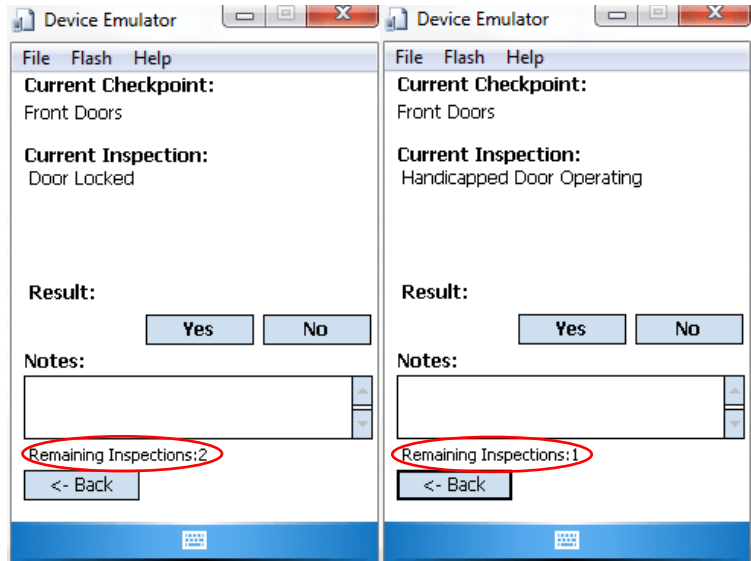 Device Emulator
File Flash Help
Current Checkpoint:
Front Doors
Current Inspection:
Door Locked
Result:
Yes No
Notes:
Remaining Inspections:2
<- Back
Device Emulator
File Flash Help
Current Checkpoint:
Front Doors
Current Inspection:
Handicapped Door Operating
Result:
Yes No
Notes:
Remaining Inspections:1
<- Back